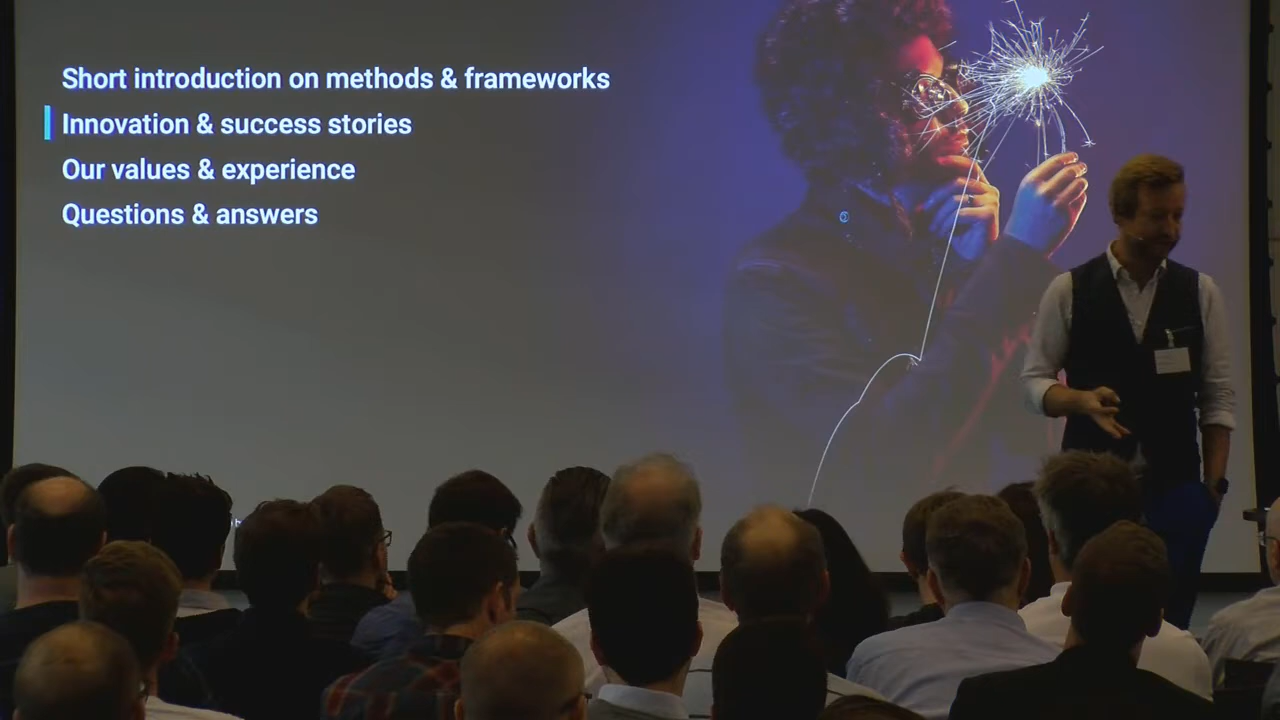 Short introduction on methods & frameworks
Innovation & success stories
Our values & experience
Questions & answers